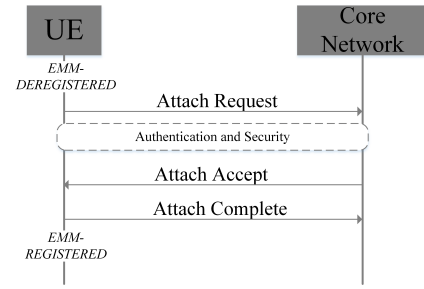 UE
Core
Network
EMM-
DEREGISTERED
Attach Request
Authentication and Security
Attach Accept
Attach Complete
EMM-
REGISTERED